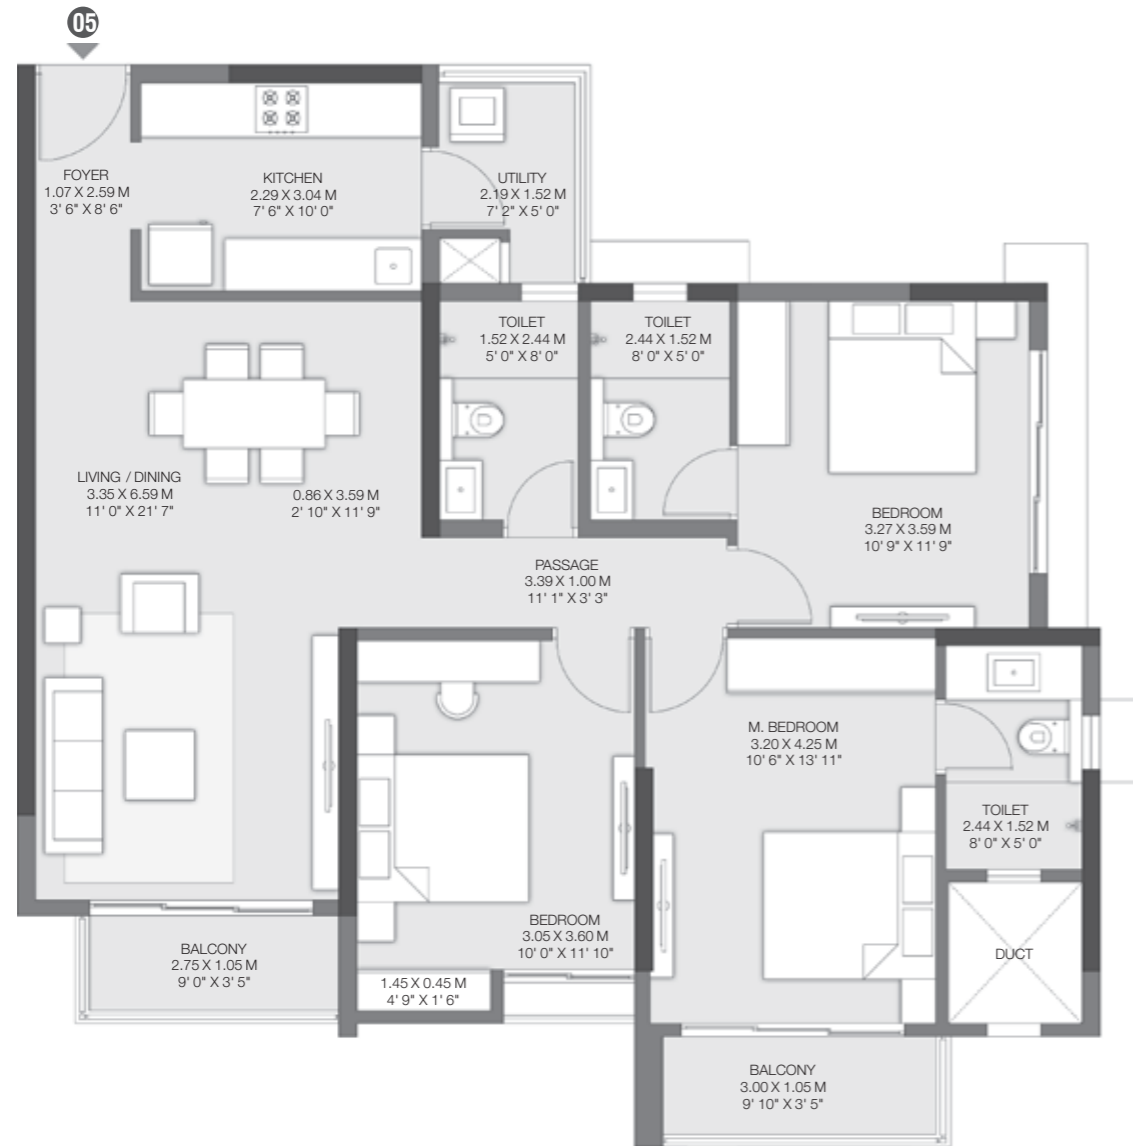 05
FOYER
1.07 X 2.59 M
3' 6" X 8' 6"
KITCHEN
2.29 X 3.04 M
7' 6" X 10' 0"
UTILITY
2.19 X 1.52 M
7' 2" X 5' 0"
TOILET
1.52 X 2.44 M
5' 0" X 8' 0"
TOILET
2.44 X 1.52 M
8' 0" X 5' 0"
LIVING / DINING
3.35 X 6.59 M
11' 0" X 21' 7"
0.86 X 3.59 M
2' 10" X 11' 9"
BEDROOM
3.27 X 3.59 M
10' 9" X 11' 9"
PASSAGE
3.39 X 1.00 M
11' 1" X 3' 3"
M. BEDROOM
3.20 X 4.25 M
10' 6" X 13' 11"
TOILET
2.44 X 1.52 M
8' 0" X 5' 0"
BEDROOM
3.05 X 3.60 M
10' 0" X 11' 10"
BALCONY
2.75 X 1.05 M
9' 0" X 3' 5"
DUCT
1.45 X 0.45 M
4' 9" X 1' 6"
BALCONY
3.00 X 1.05 M
9' 10" X 3' 5"